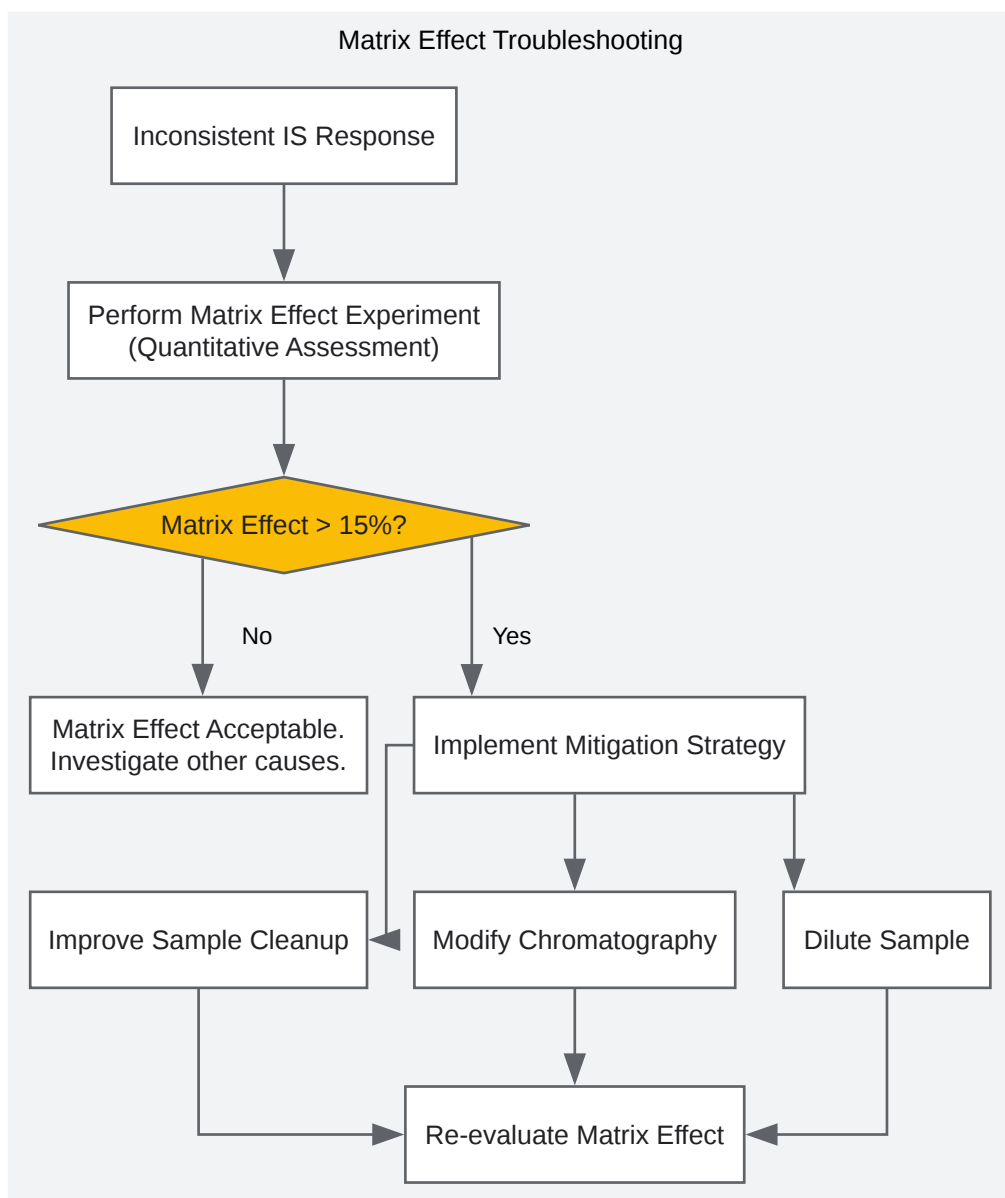 Matrix Effect Troubleshooting
Inconsistent IS Response
Perform Matrix Effect Experiment
(Quantitative Assessment)
Matrix Effect > 15%?
No
Yes
Matrix Effect Acceptable.
Investigate other causes.
Implement Mitigation Strategy
Improve Sample Cleanup
Modify Chromatography
Dilute Sample
Re-evaluate Matrix Effect